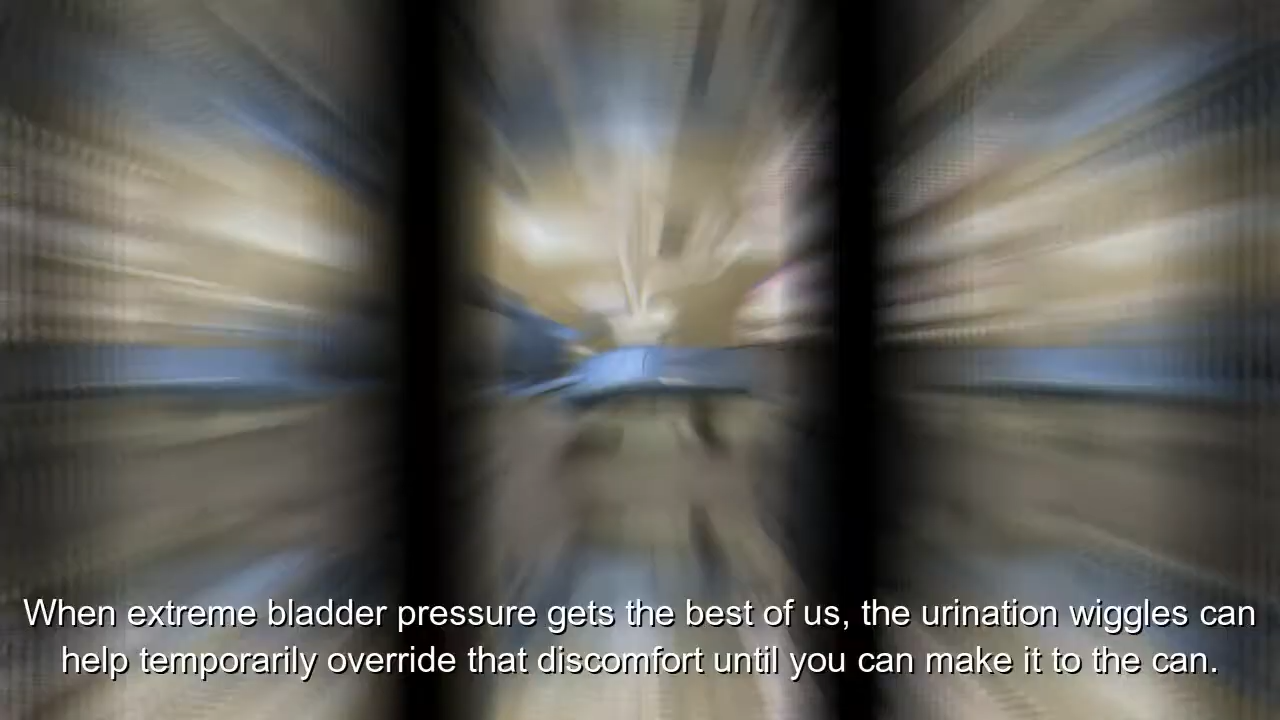 When extreme bladder pressure gets the best of us, the urination wiggles can
help temporarily override that discomfort until you can make it to the can.